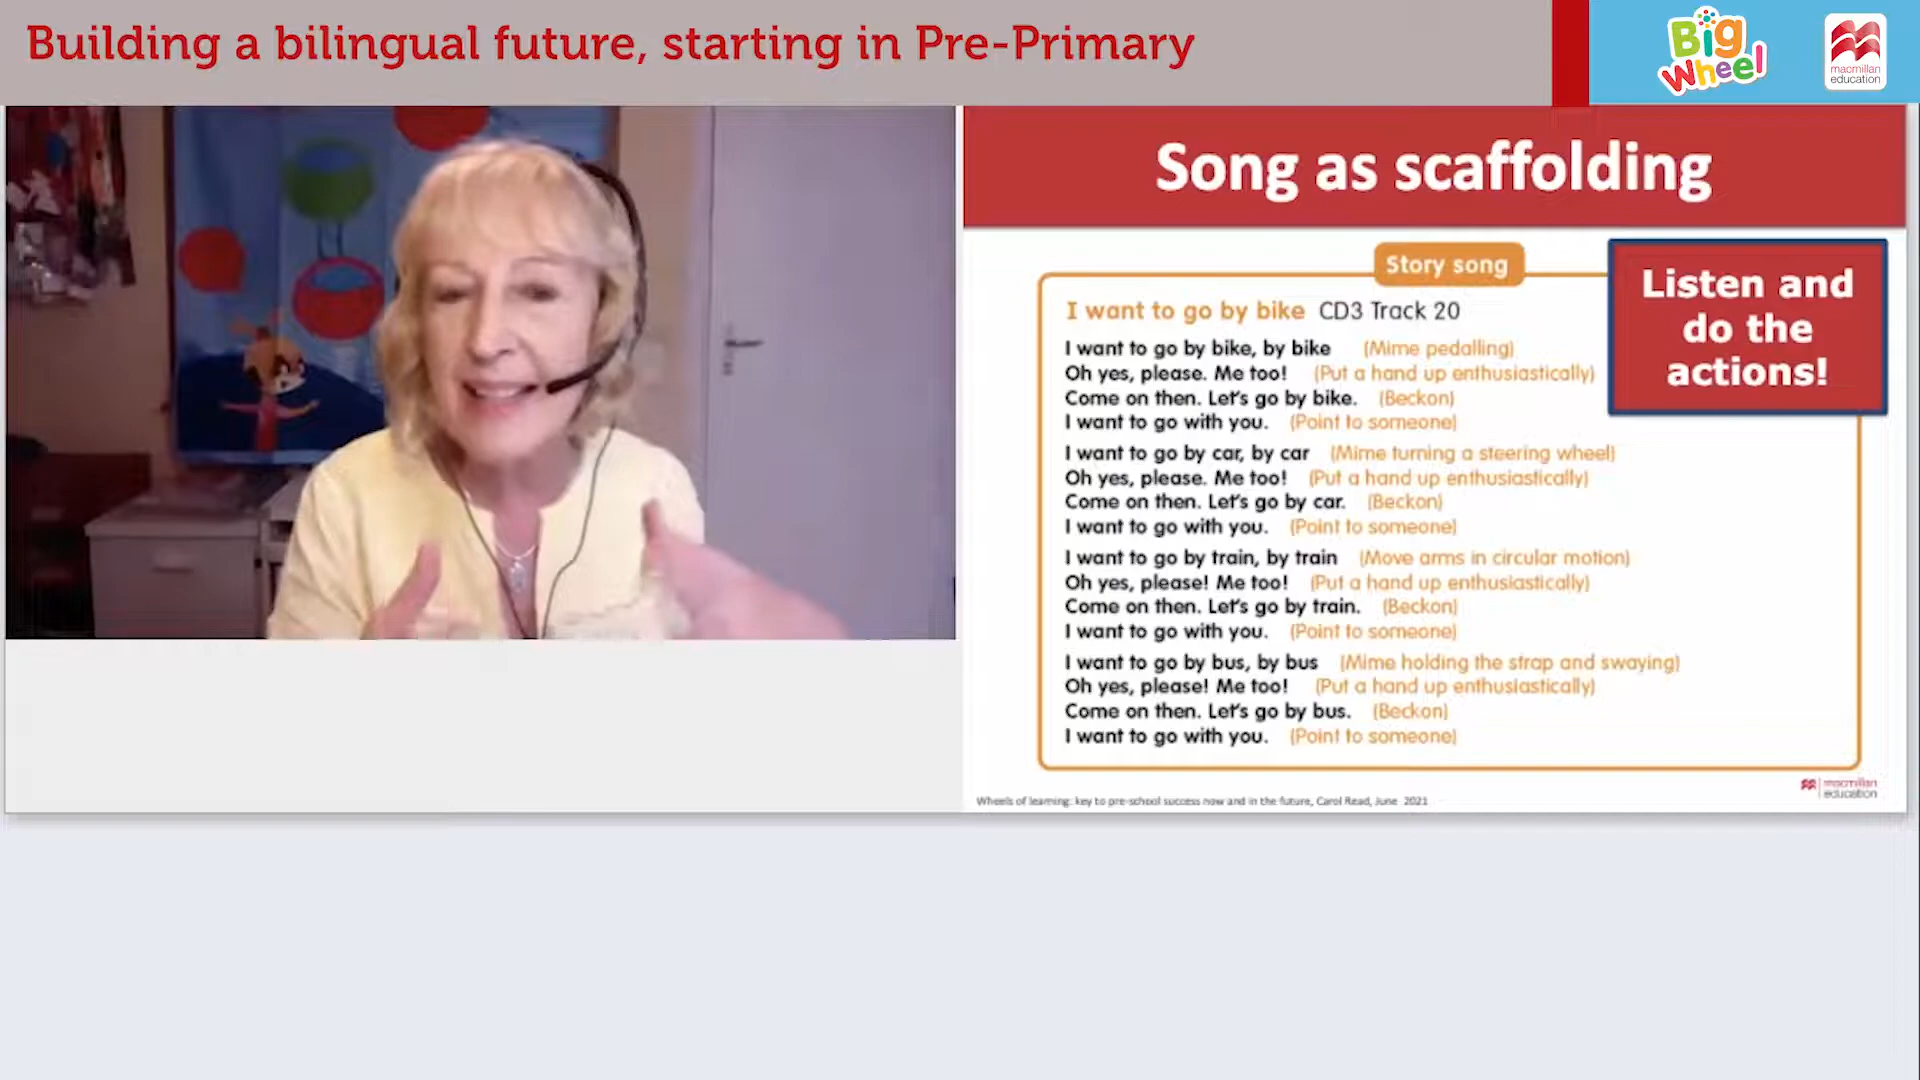 Building a bilingual future, starting in Pre-Primary
Big
Wheel
macmillan
education
Song as scaffolding
Story song
Listen and
do the
actions!
I want to go by bike CD3 Track 20
I want to go by bike, by bike (Mime pedalling)
Oh yes, please. Me too! (Put a hand up enthusiastically)
Come on then. Let's go by bike. (Beckon)
I want to go with you. (Point to someone)
I want to go by car, by car (Mime turning a steering wheel)
Oh yes, please. Me too! (Put a hand up enthusiastically)
Come on then. Let's go by car. (Beckon)
I want to go with you. (Point to someone)
I want to go by train, by train (Move arms in circular motion)
Oh yes, please! Me too! (Put a hand up enthusiastically)
Come on then. Let's go by train. (Beckon)
I want to go with you. (Point to someone)
I want to go by bus, by bus (Mime holding the strap and swaying)
Oh yes, please! Me too! (Put a hand up enthusiastically)
Come on then. Let's go by bus. (Beckon)
I want to go with you. (Point to someone)
macmillan
education
Wheels of learning: key to pre-school success now and in the future, Carol Read, June 2021